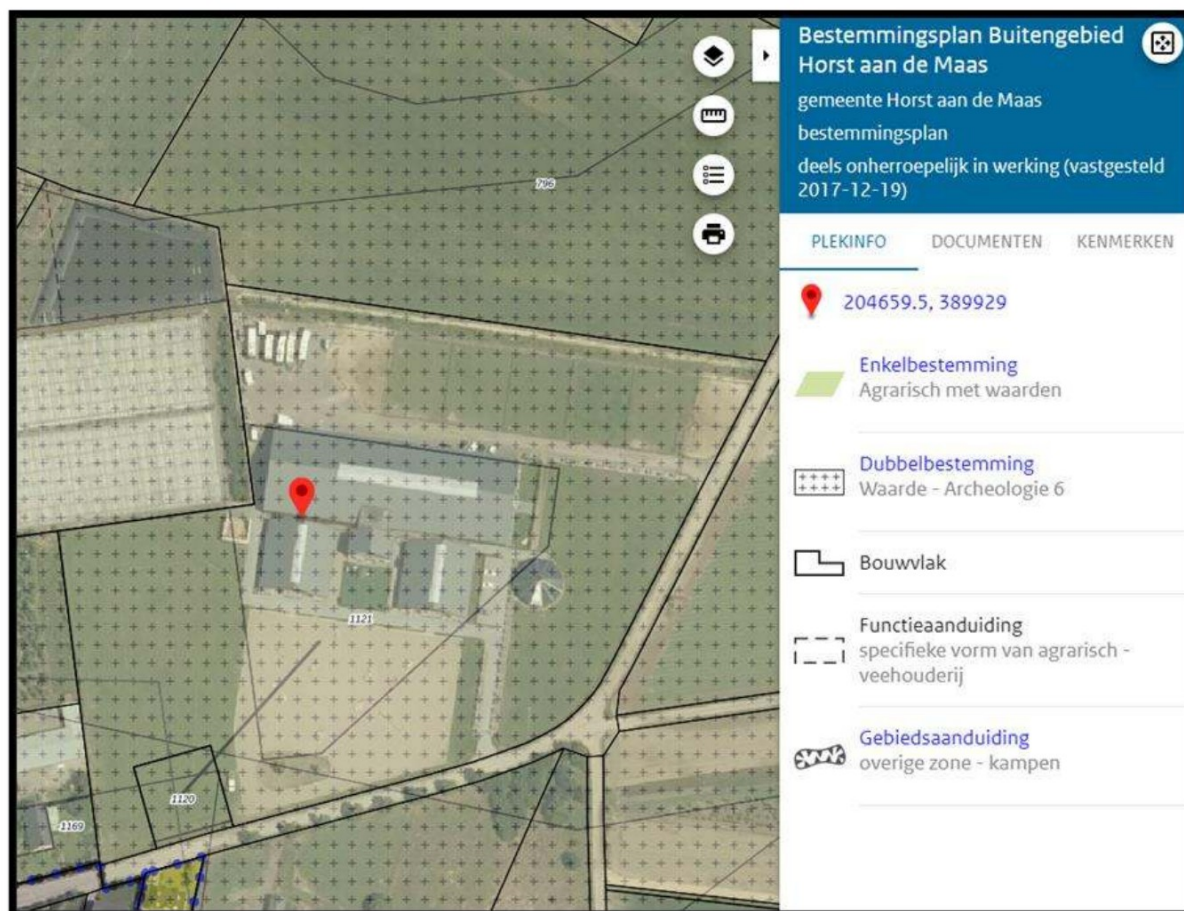 796
1121
1120
1169
Bestemmingsplan Buitengebied
Horst aan de Maas
gemeente Horst aan de Maas
bestemmingsplan
deels onherroepelijk in werking (vastgesteld
2017-12-19)
PLEKINFO DOCUMENTEN KENMERKEN
204659.5, 389929
Enkelbestemming
Agrarisch met waarden
Dubbelbestemming
Waarde - Archeologie 6
Bouwvlak
Functieaanduiding
specifieke vorm van agrarisch -
veehouderij
Gebiedsaanduiding
overige zone - kampen